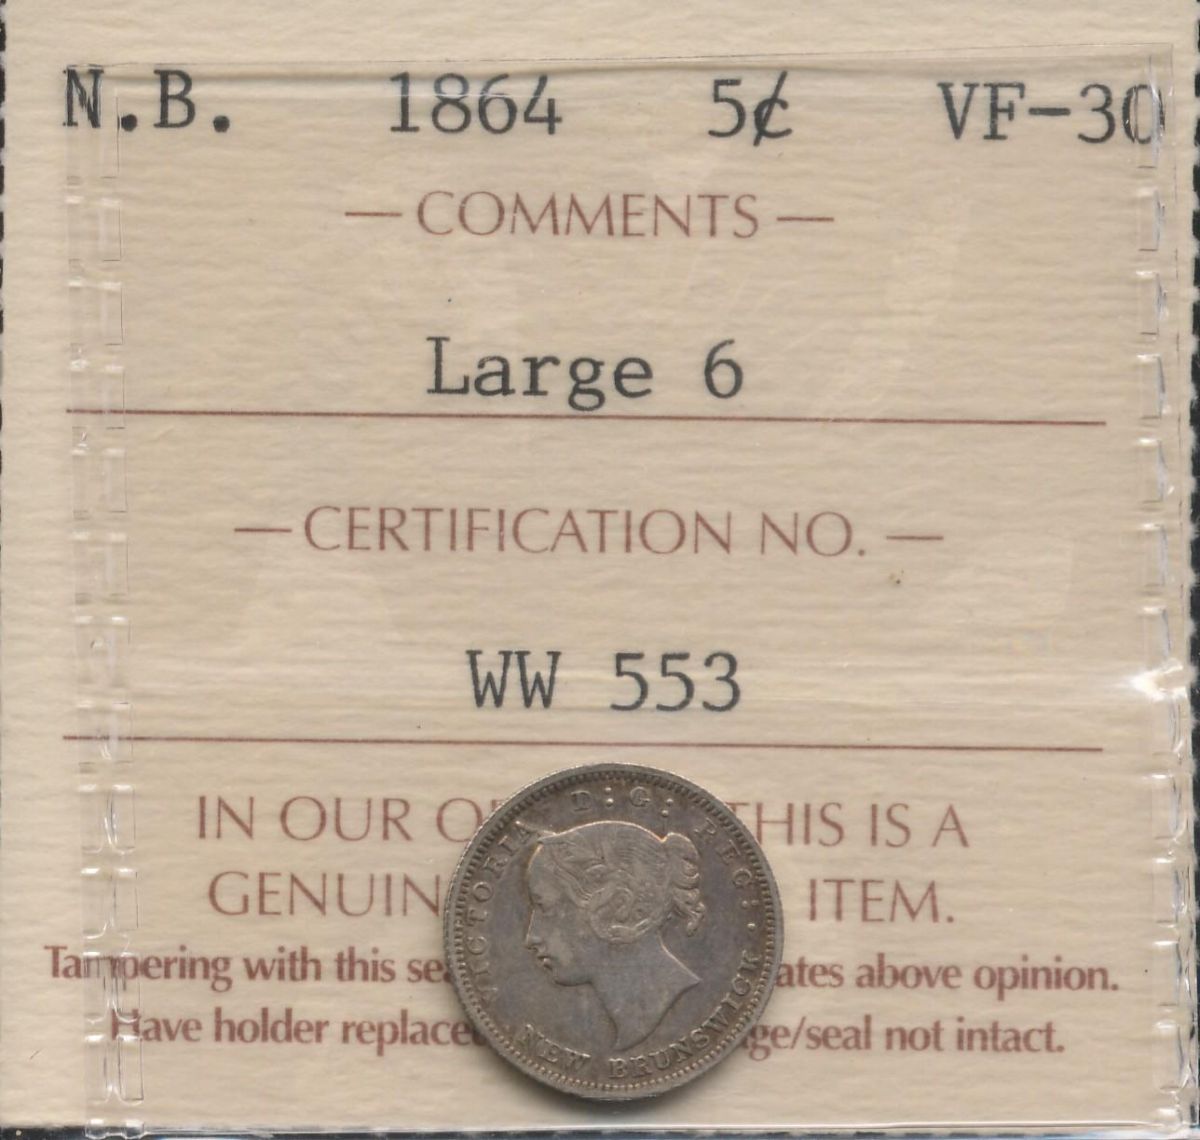 N.B. 1864 5¢ VF-30
— COMMENTS —
Large 6
— CERTIFICATION NO. —
WW 553
IN OUR O THIS IS A
GENUIN ITEM.
Tampering with this se ates above opinion.
Have holder replace ge/seal not intact.
VICTORIA D:G: REG:
NEW BRUNSWICK